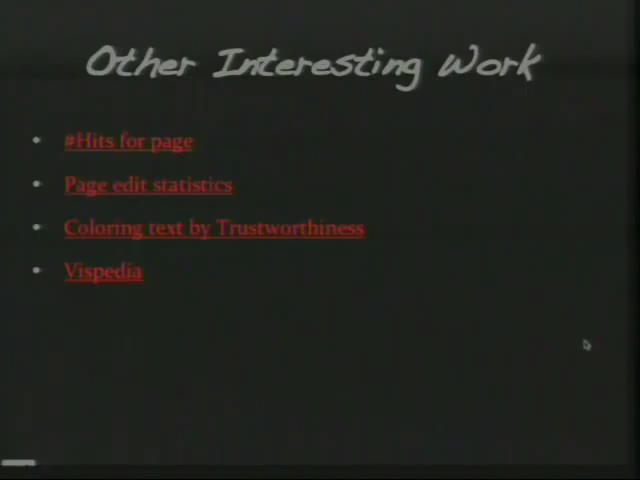 Other Interesting Work
• #Hits for page
• Page edit statistics
• Coloring text by Trustworthiness
• Vispedia